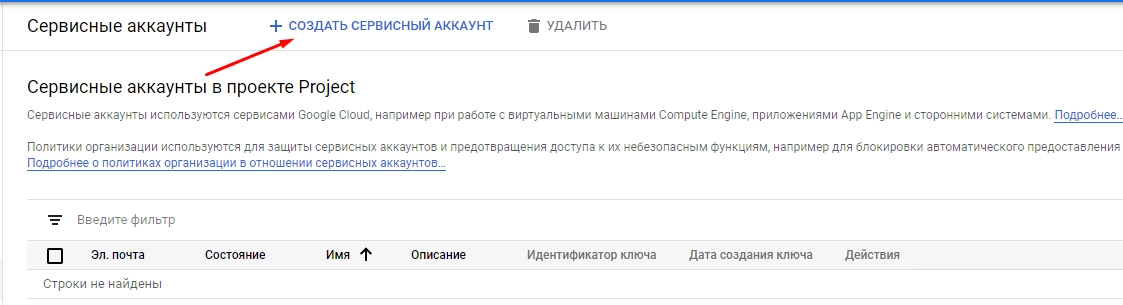 Сервисные аккаунты
СОЗДАТЬ СЕРВИСНЫЙ АККАУНТ
УДАЛИТЬ
Сервисные аккаунты в проекте Project
Сервисные аккаунты используются сервисами Google Cloud, например при работе с виртуальными машинами Compute Engine, приложениями App Engine и сторонними системами. Подробнее…
Политики организации используются для защиты сервисных аккаунтов и предотвращения доступа к их небезопасным функциям, например для блокировки автоматического предоставления
Подробнее о политиках организации в отношении сервисных аккаунтов…
Введите фильтр
Эл. почта Состояние Имя Описание Идентификатор ключа Дата создания ключа Действия
Строки не найдены